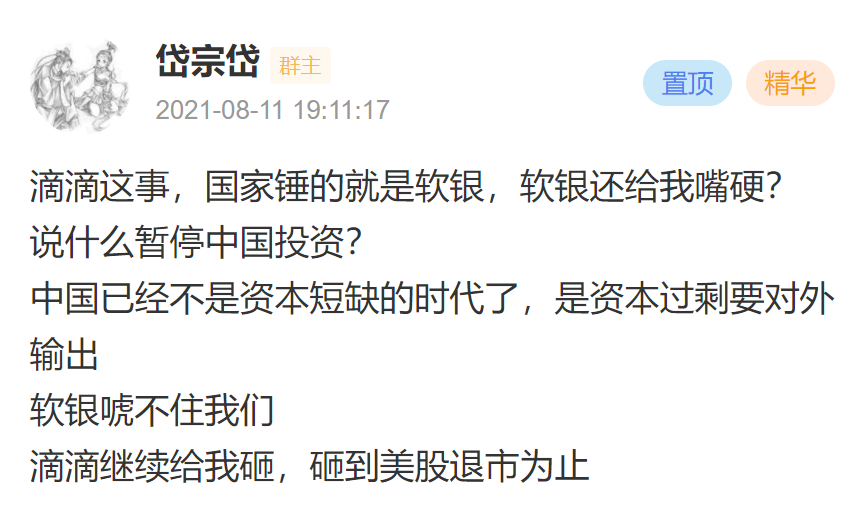 岱宗岱 群主
2021-08-11 19:11:17
置顶 精华
滴滴这事，国家锤的就是软银，软银还给我嘴硬？
说什么暂停中国投资？
中国已经不是资本短缺的时代了，是资本过剩要对外
输出
软银唬不住我们
滴滴继续给我砸，砸到美股退市为止